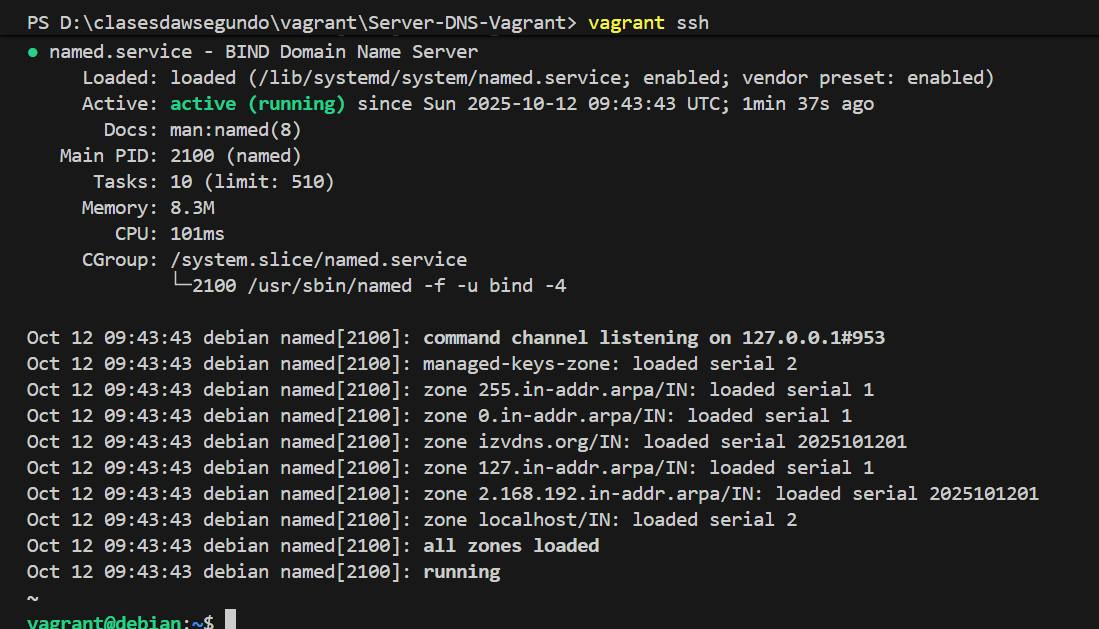 PS D:\clasesdawsegundo\vagrant\Server-DNS-Vagrant> vagrant ssh
● named.service - BIND Domain Name Server
     Loaded: loaded (/lib/systemd/system/named.service; enabled; vendor preset: enabled)
     Active: active (running) since Sun 2025-10-12 09:43:43 UTC; 1min 37s ago
       Docs: man:named(8)
   Main PID: 2100 (named)
      Tasks: 10 (limit: 510)
     Memory: 8.3M
        CPU: 101ms
     CGroup: /system.slice/named.service
             └─2100 /usr/sbin/named -f -u bind -4
Oct 12 09:43:43 debian named[2100]: command channel listening on 127.0.0.1#953
Oct 12 09:43:43 debian named[2100]: managed-keys-zone: loaded serial 2
Oct 12 09:43:43 debian named[2100]: zone 255.in-addr.arpa/IN: loaded serial 1
Oct 12 09:43:43 debian named[2100]: zone 0.in-addr.arpa/IN: loaded serial 1
Oct 12 09:43:43 debian named[2100]: zone izvdns.org/IN: loaded serial 2025101201
Oct 12 09:43:43 debian named[2100]: zone 127.in-addr.arpa/IN: loaded serial 1
Oct 12 09:43:43 debian named[2100]: zone 2.168.192.in-addr.arpa/IN: loaded serial 2025101201
Oct 12 09:43:43 debian named[2100]: zone localhost/IN: loaded serial 2
Oct 12 09:43:43 debian named[2100]: all zones loaded
Oct 12 09:43:43 debian named[2100]: running
~
vagrant@debian:~$